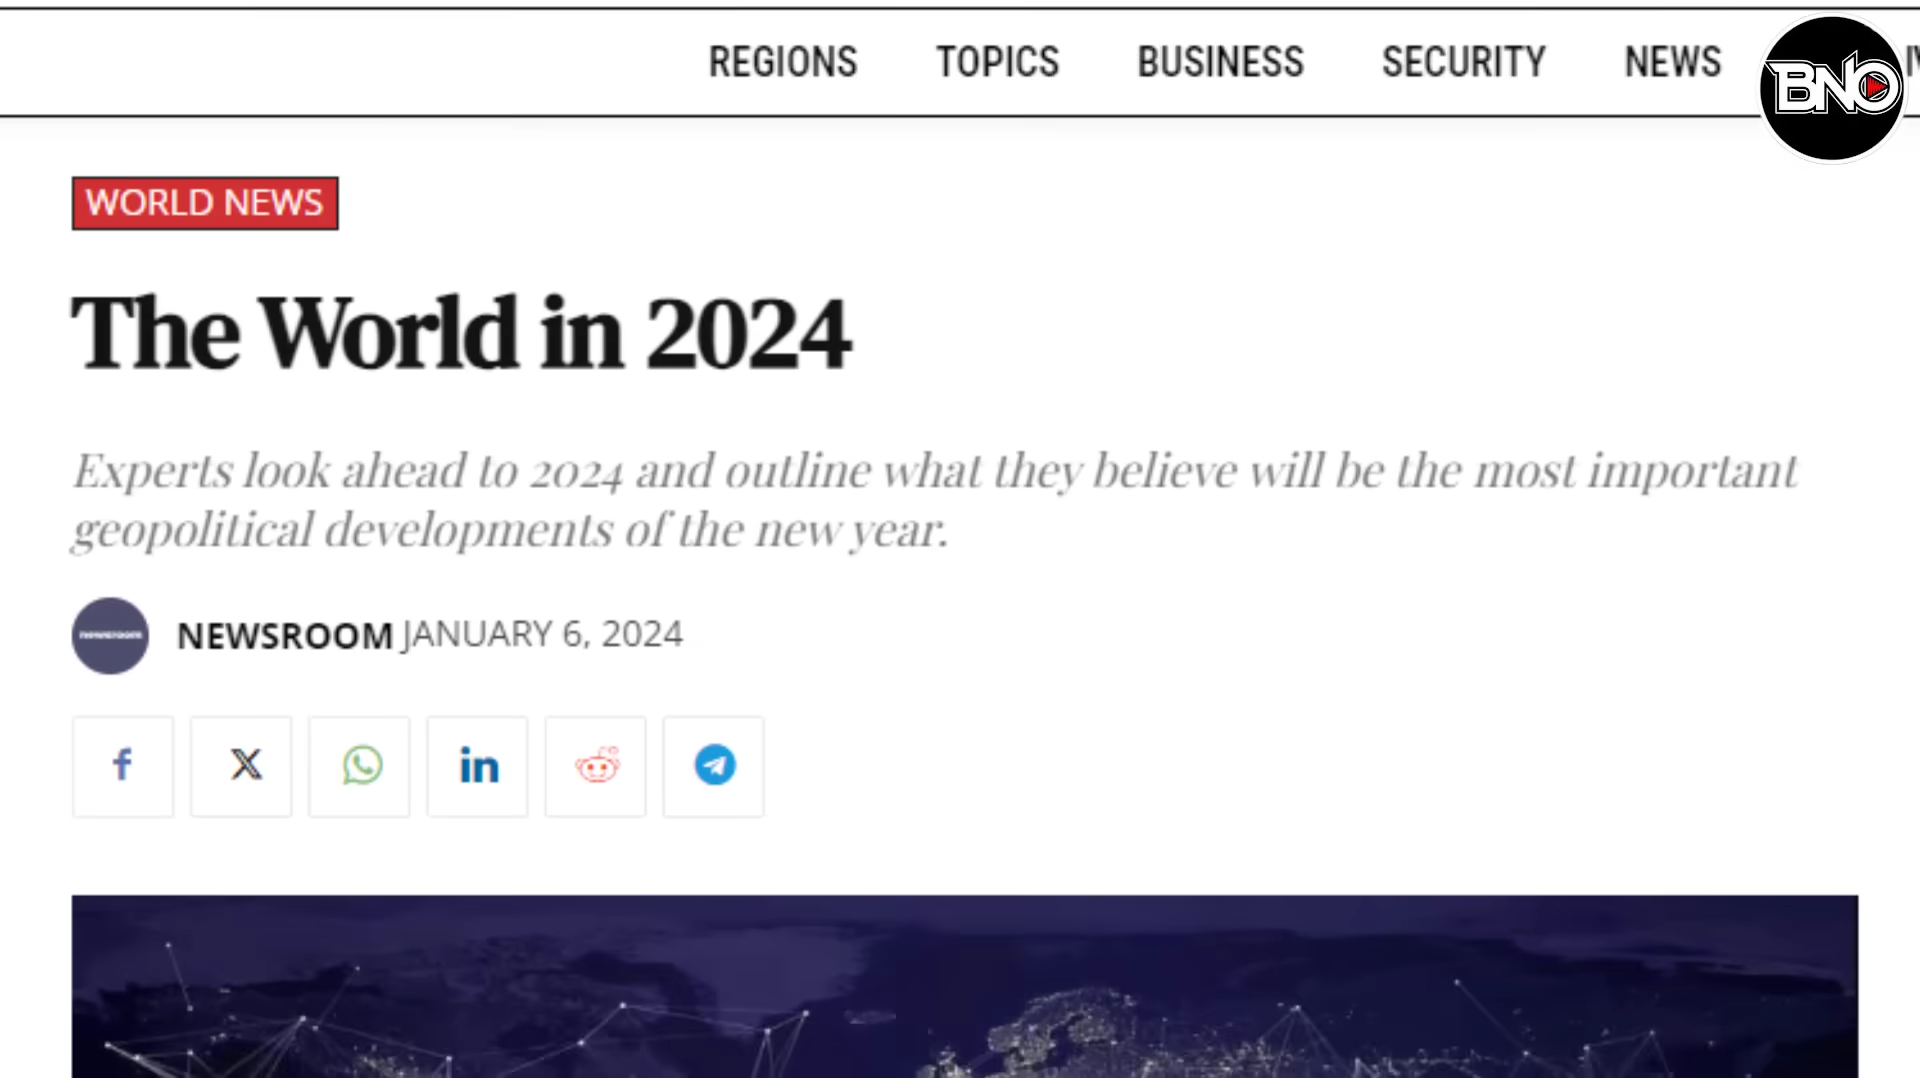 REGIONS TOPICS BUSINESS SECURITY NEWS
BNO
WORLD NEWS
The World in 2024
Experts look ahead to 2024 and outline what they believe will be the most important
geopolitical developments of the new year.
newsroom
NEWSROOM JANUARY 6, 2024
f X in